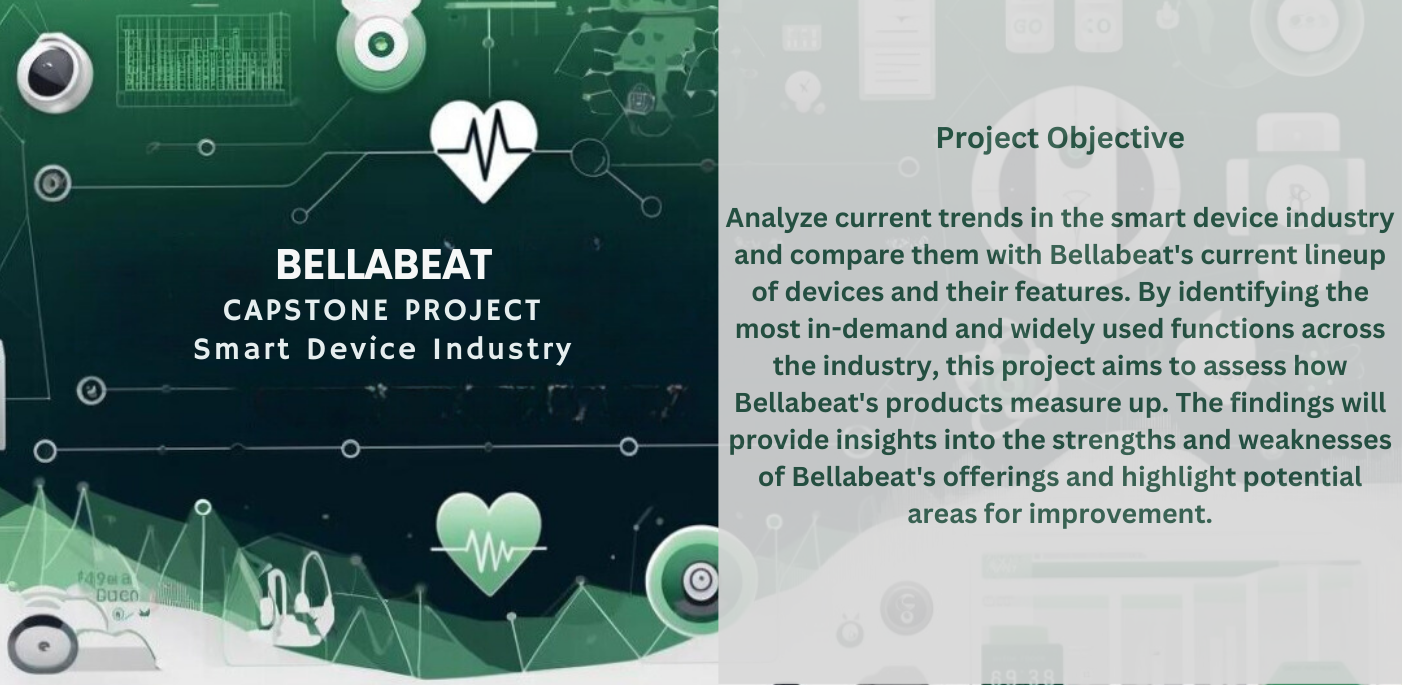 BELLABEAT
CAPSTONE PROJECT
Smart Device Industry
Project Objective
Analyze current trends in the smart device industry
and compare them with Bellabeat's current lineup
of devices and their features. By identifying the
most in-demand and widely used functions across
the industry, this project aims to assess how
Bellabeat's products measure up. The findings will
provide insights into the strengths and weaknesses
of Bellabeat's offerings and highlight potential
areas for improvement.